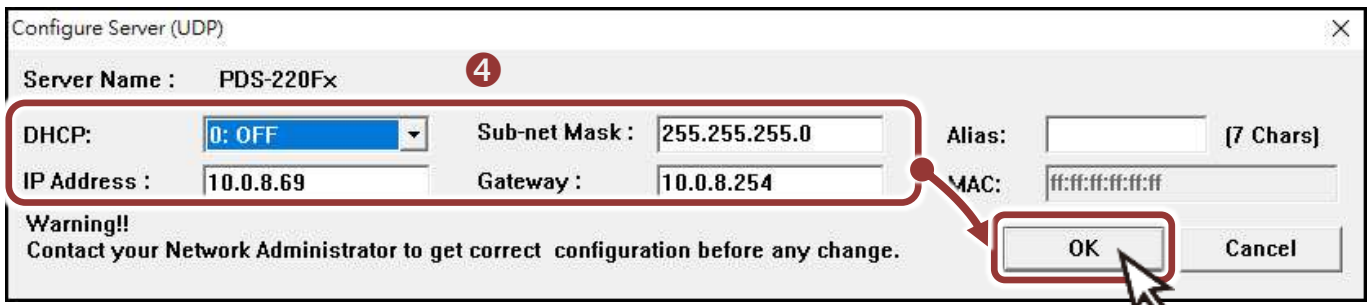 Configure Server (UDP)
Server Name : PDS-220Fx
4
DHCP: 0: OFF Sub-net Mask : 255.255.255.0 Alias: (7 Chars)
IP Address : 10.0.8.69 Gateway : 10.0.8.254 MAC: ff:ff:ff:ff:ff:ff
Warning!!
Contact your Network Administrator to get correct configuration before any change.
OK Cancel